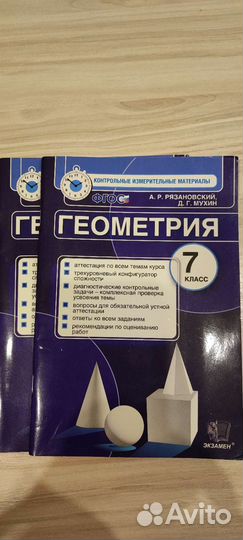 КОНТРОЛЬНЫЕ ИЗМЕРИТЕЛЬНЫЕ МАТЕРИАЛЫ
ФГОС
А. Р. РЯЗАНОВСКИЙ,
Д. Г. МУХИН
ГЕ
ГЕОМЕТРИЯ
аттестация по всем темам курса
трехуровневый конфигуратор
сложности
диагностические контрольные
задачи – комплексная проверка
усвоения темы
вопросы для обязательной устной
аттестации
ответы ко всем заданиям
рекомендации по оцениванию
работ
7
КЛАСС
ЭКЗАМЕН
Avito